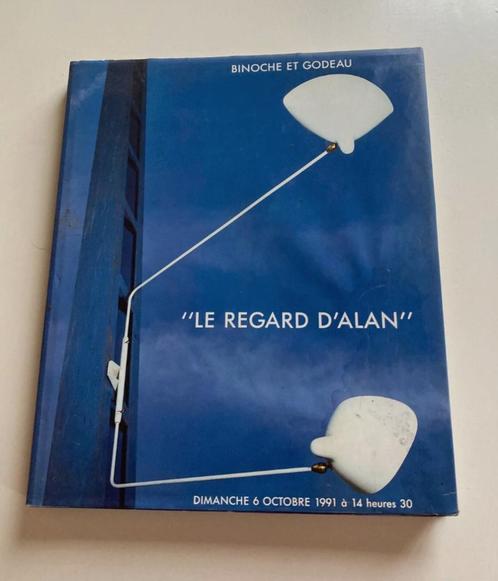 BINOCHE ET GODEAU
"LE REGARD D'ALAN"
DIMANCHE 6 OCTOBRE 1991 à 14 heures 30